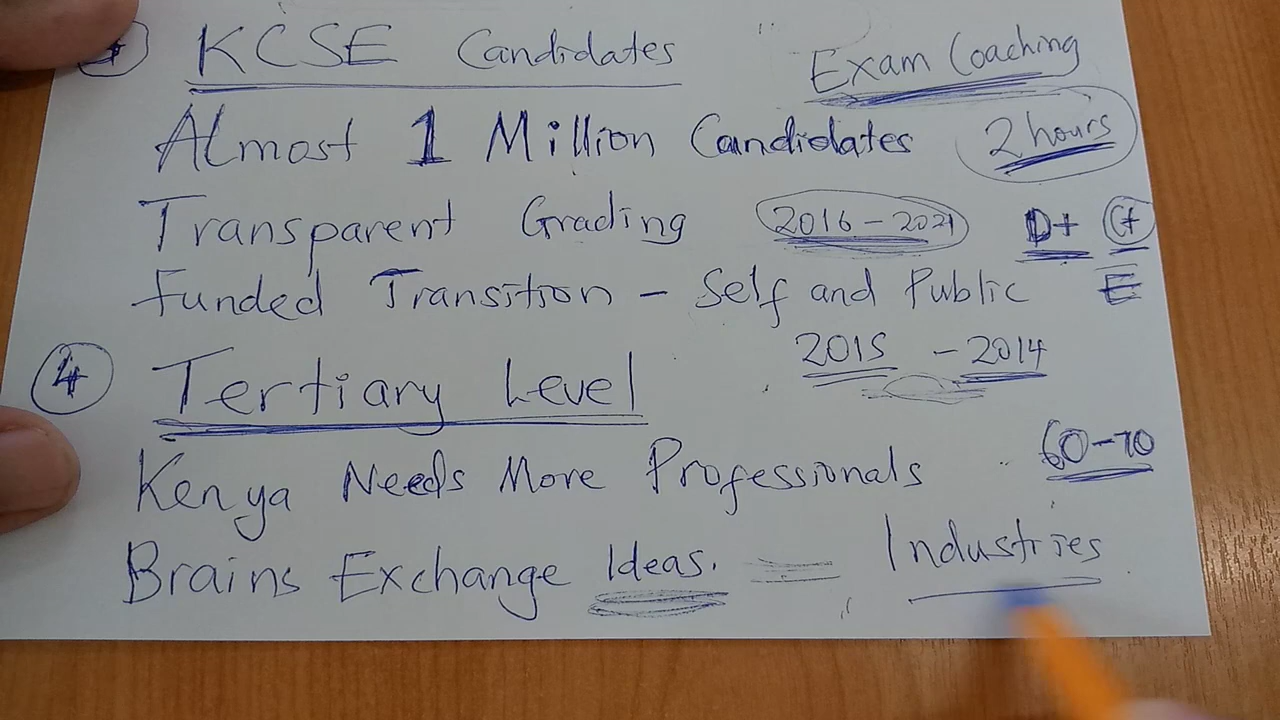 KCSE Candidates Exam Coaching
Almost 1 Million Candidates 2 hours
Transparent Grading 2016 - 2021 D+ C+
Funded Transition - Self and Public E
2015 - 2014
4 Tertiary Level
Kenya Needs More Professionals 60-70
Brains Exchange Ideas. = Industries